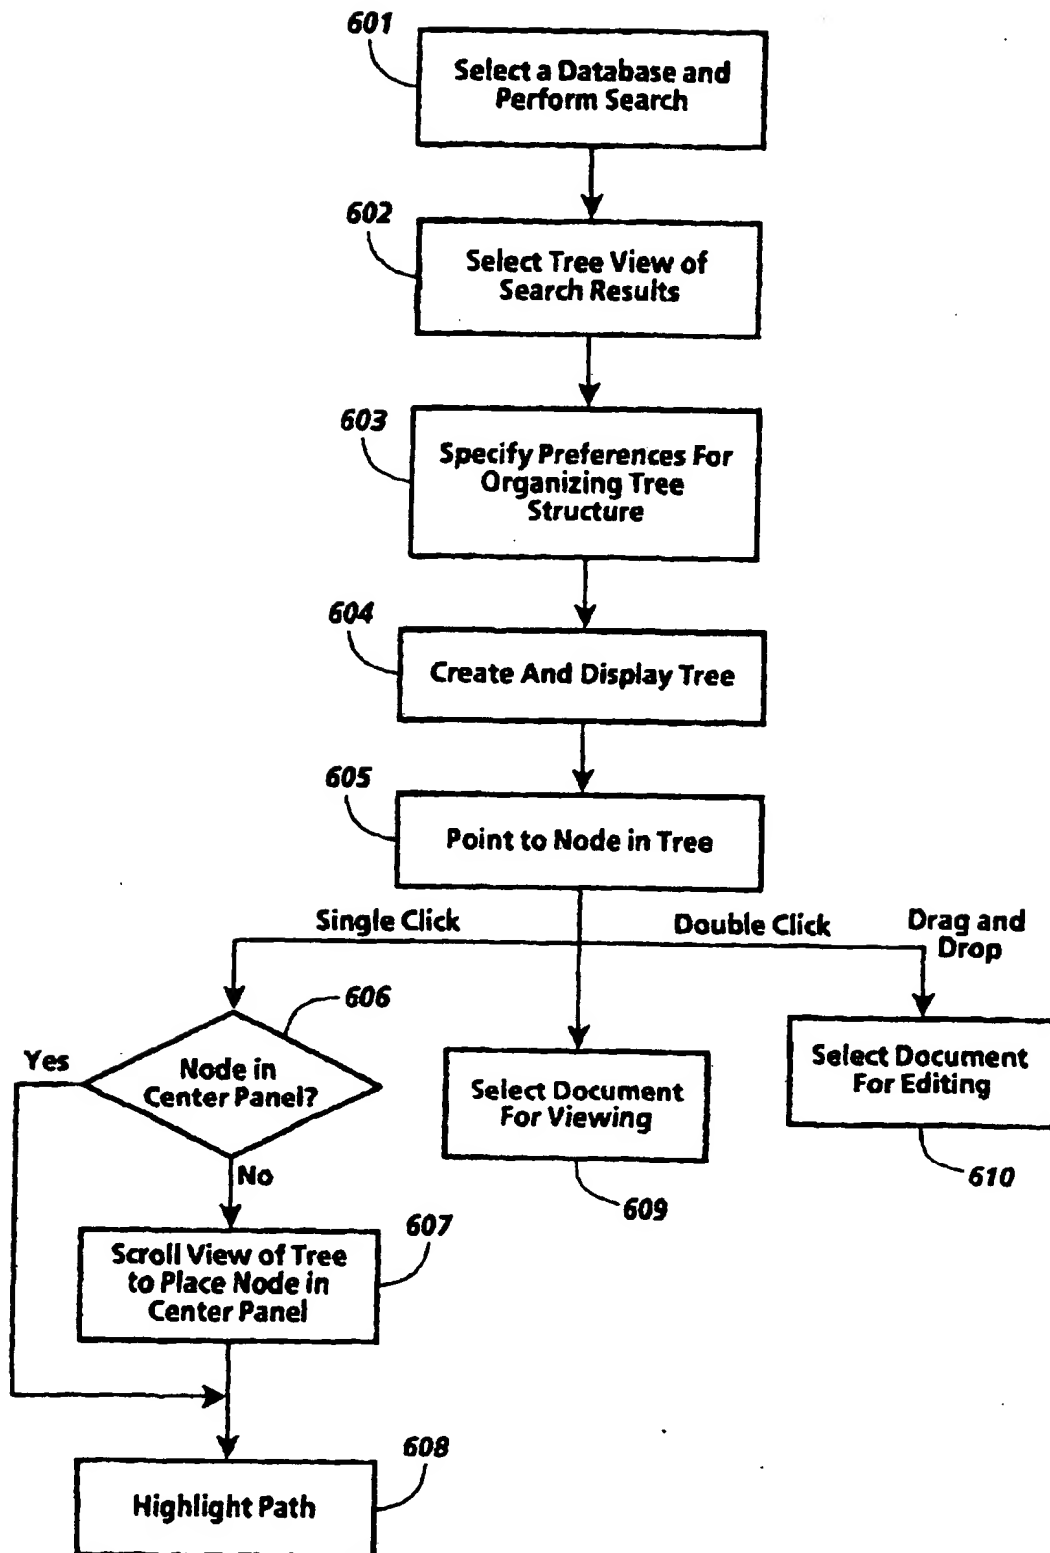 601
Select a Database and
Perform Search
602
Select Tree View of
Search Results
603
Specify Preferences For
Organizing Tree
Structure
604
Create And Display Tree
605
Point to Node in Tree
Single Click
Double Click
Drag and
Drop
606
Yes
Node in
Center Panel?
No
Select Document
For Viewing
609
Select Document
For Editing
610
607
Scroll View of Tree
to Place Node in
Center Panel
608
Highlight Path